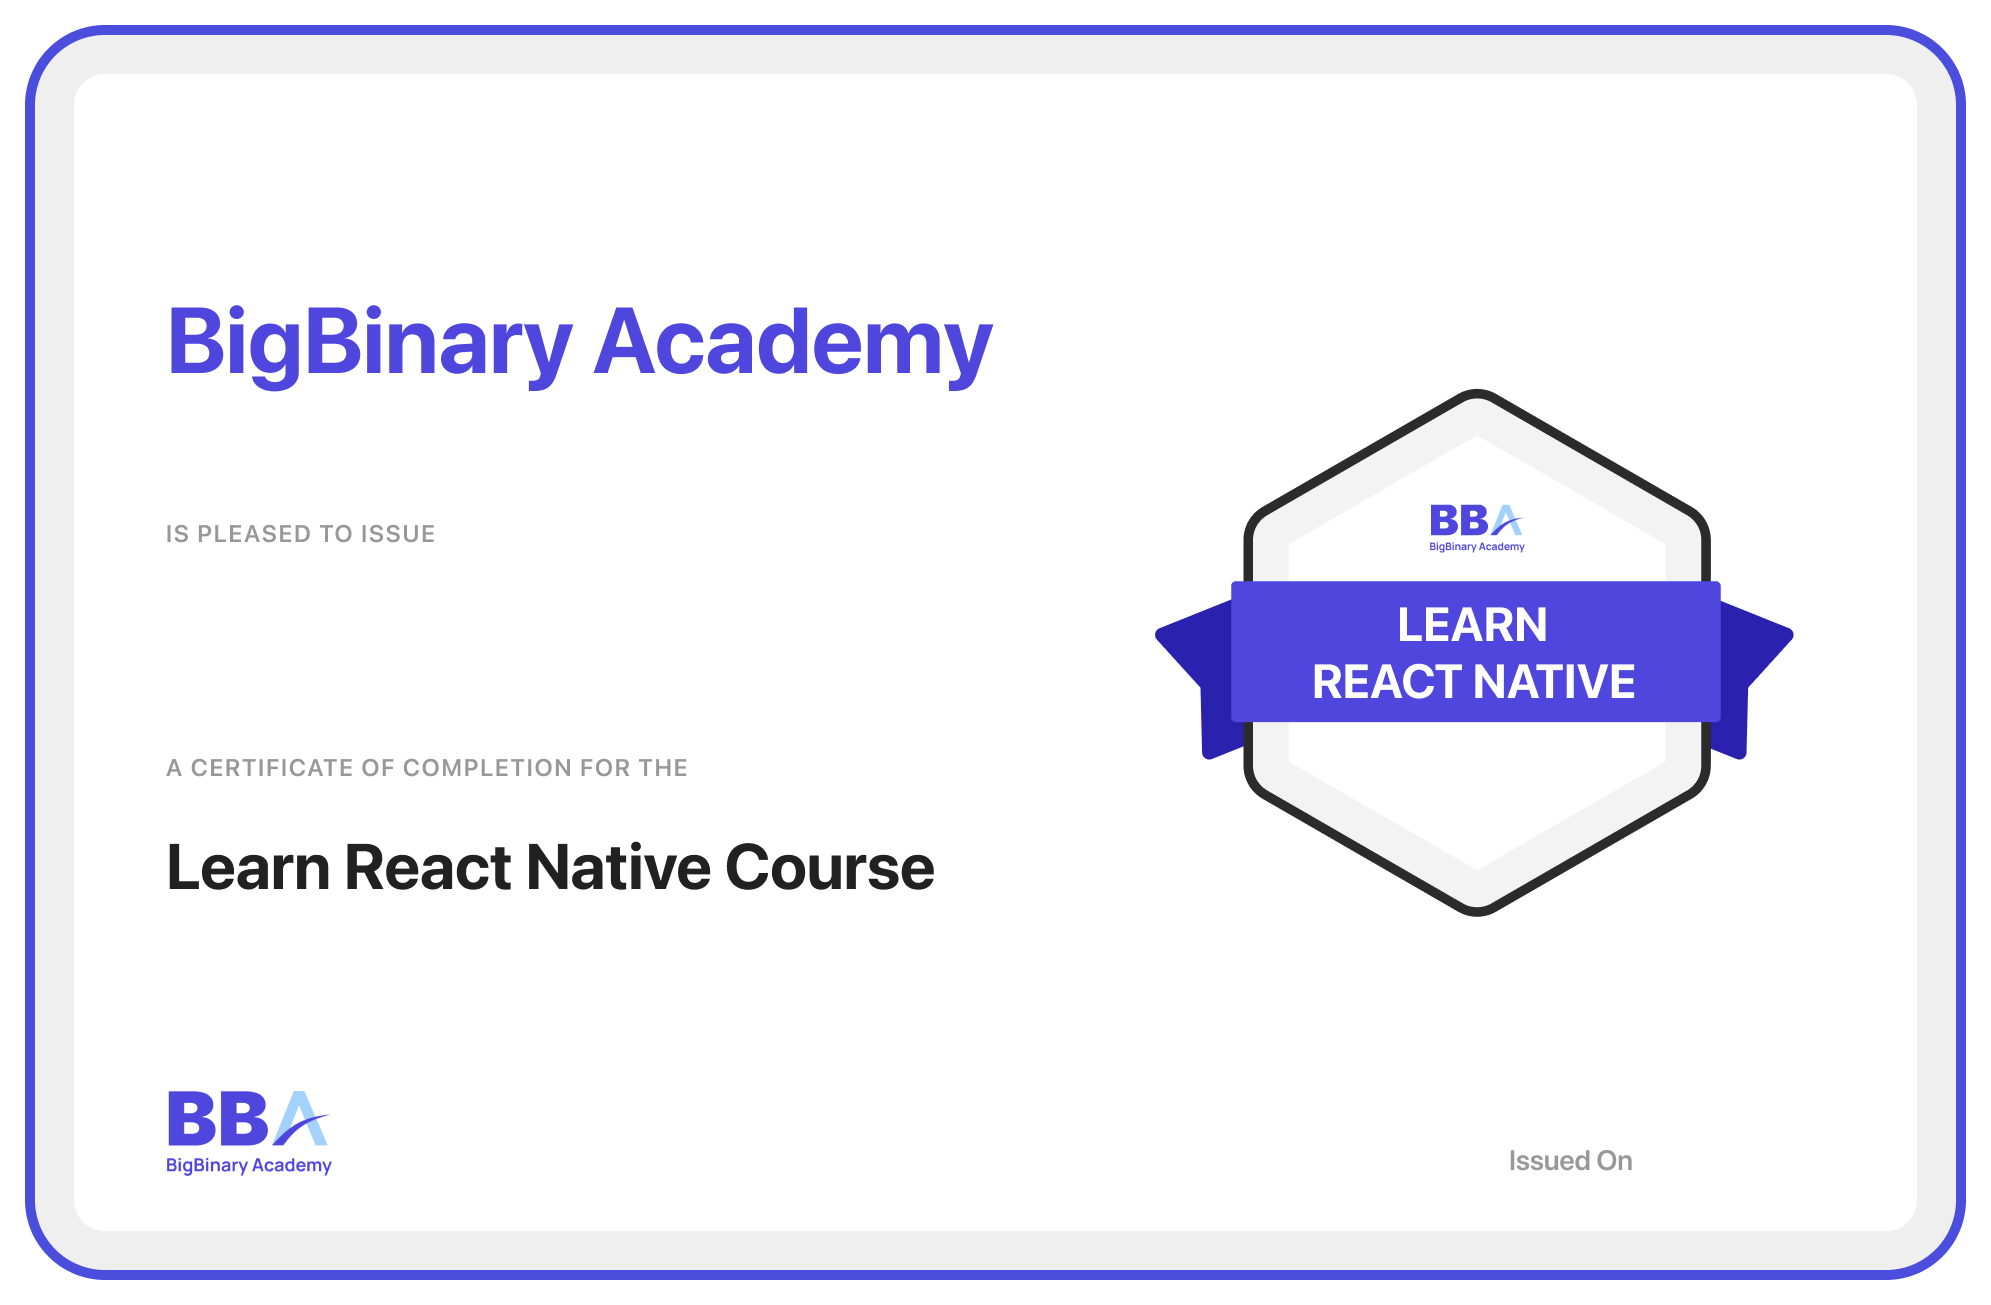 BigBinary Academy
IS PLEASED TO ISSUE
A CERTIFICATE OF COMPLETION FOR THE
Learn React Native Course
BBA
BigBinary Academy
LEARN
REACT NATIVE
BBA
BigBinary Academy
Issued On